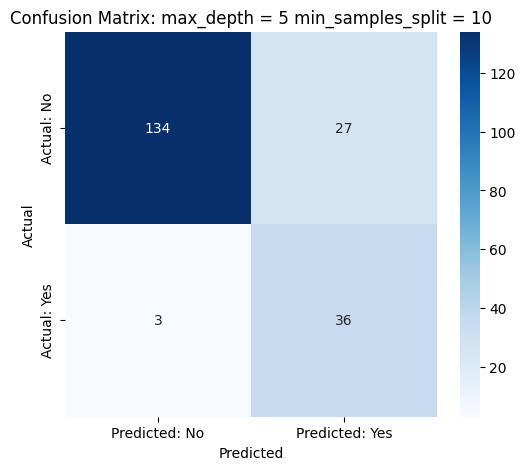 Confusion Matrix: max_depth = 5 min_samples_split = 10
Actual: No
134
27
120
100
80
60
40
20
Actual
Actual: Yes
3
36
Predicted: No
Predicted: Yes
Predicted